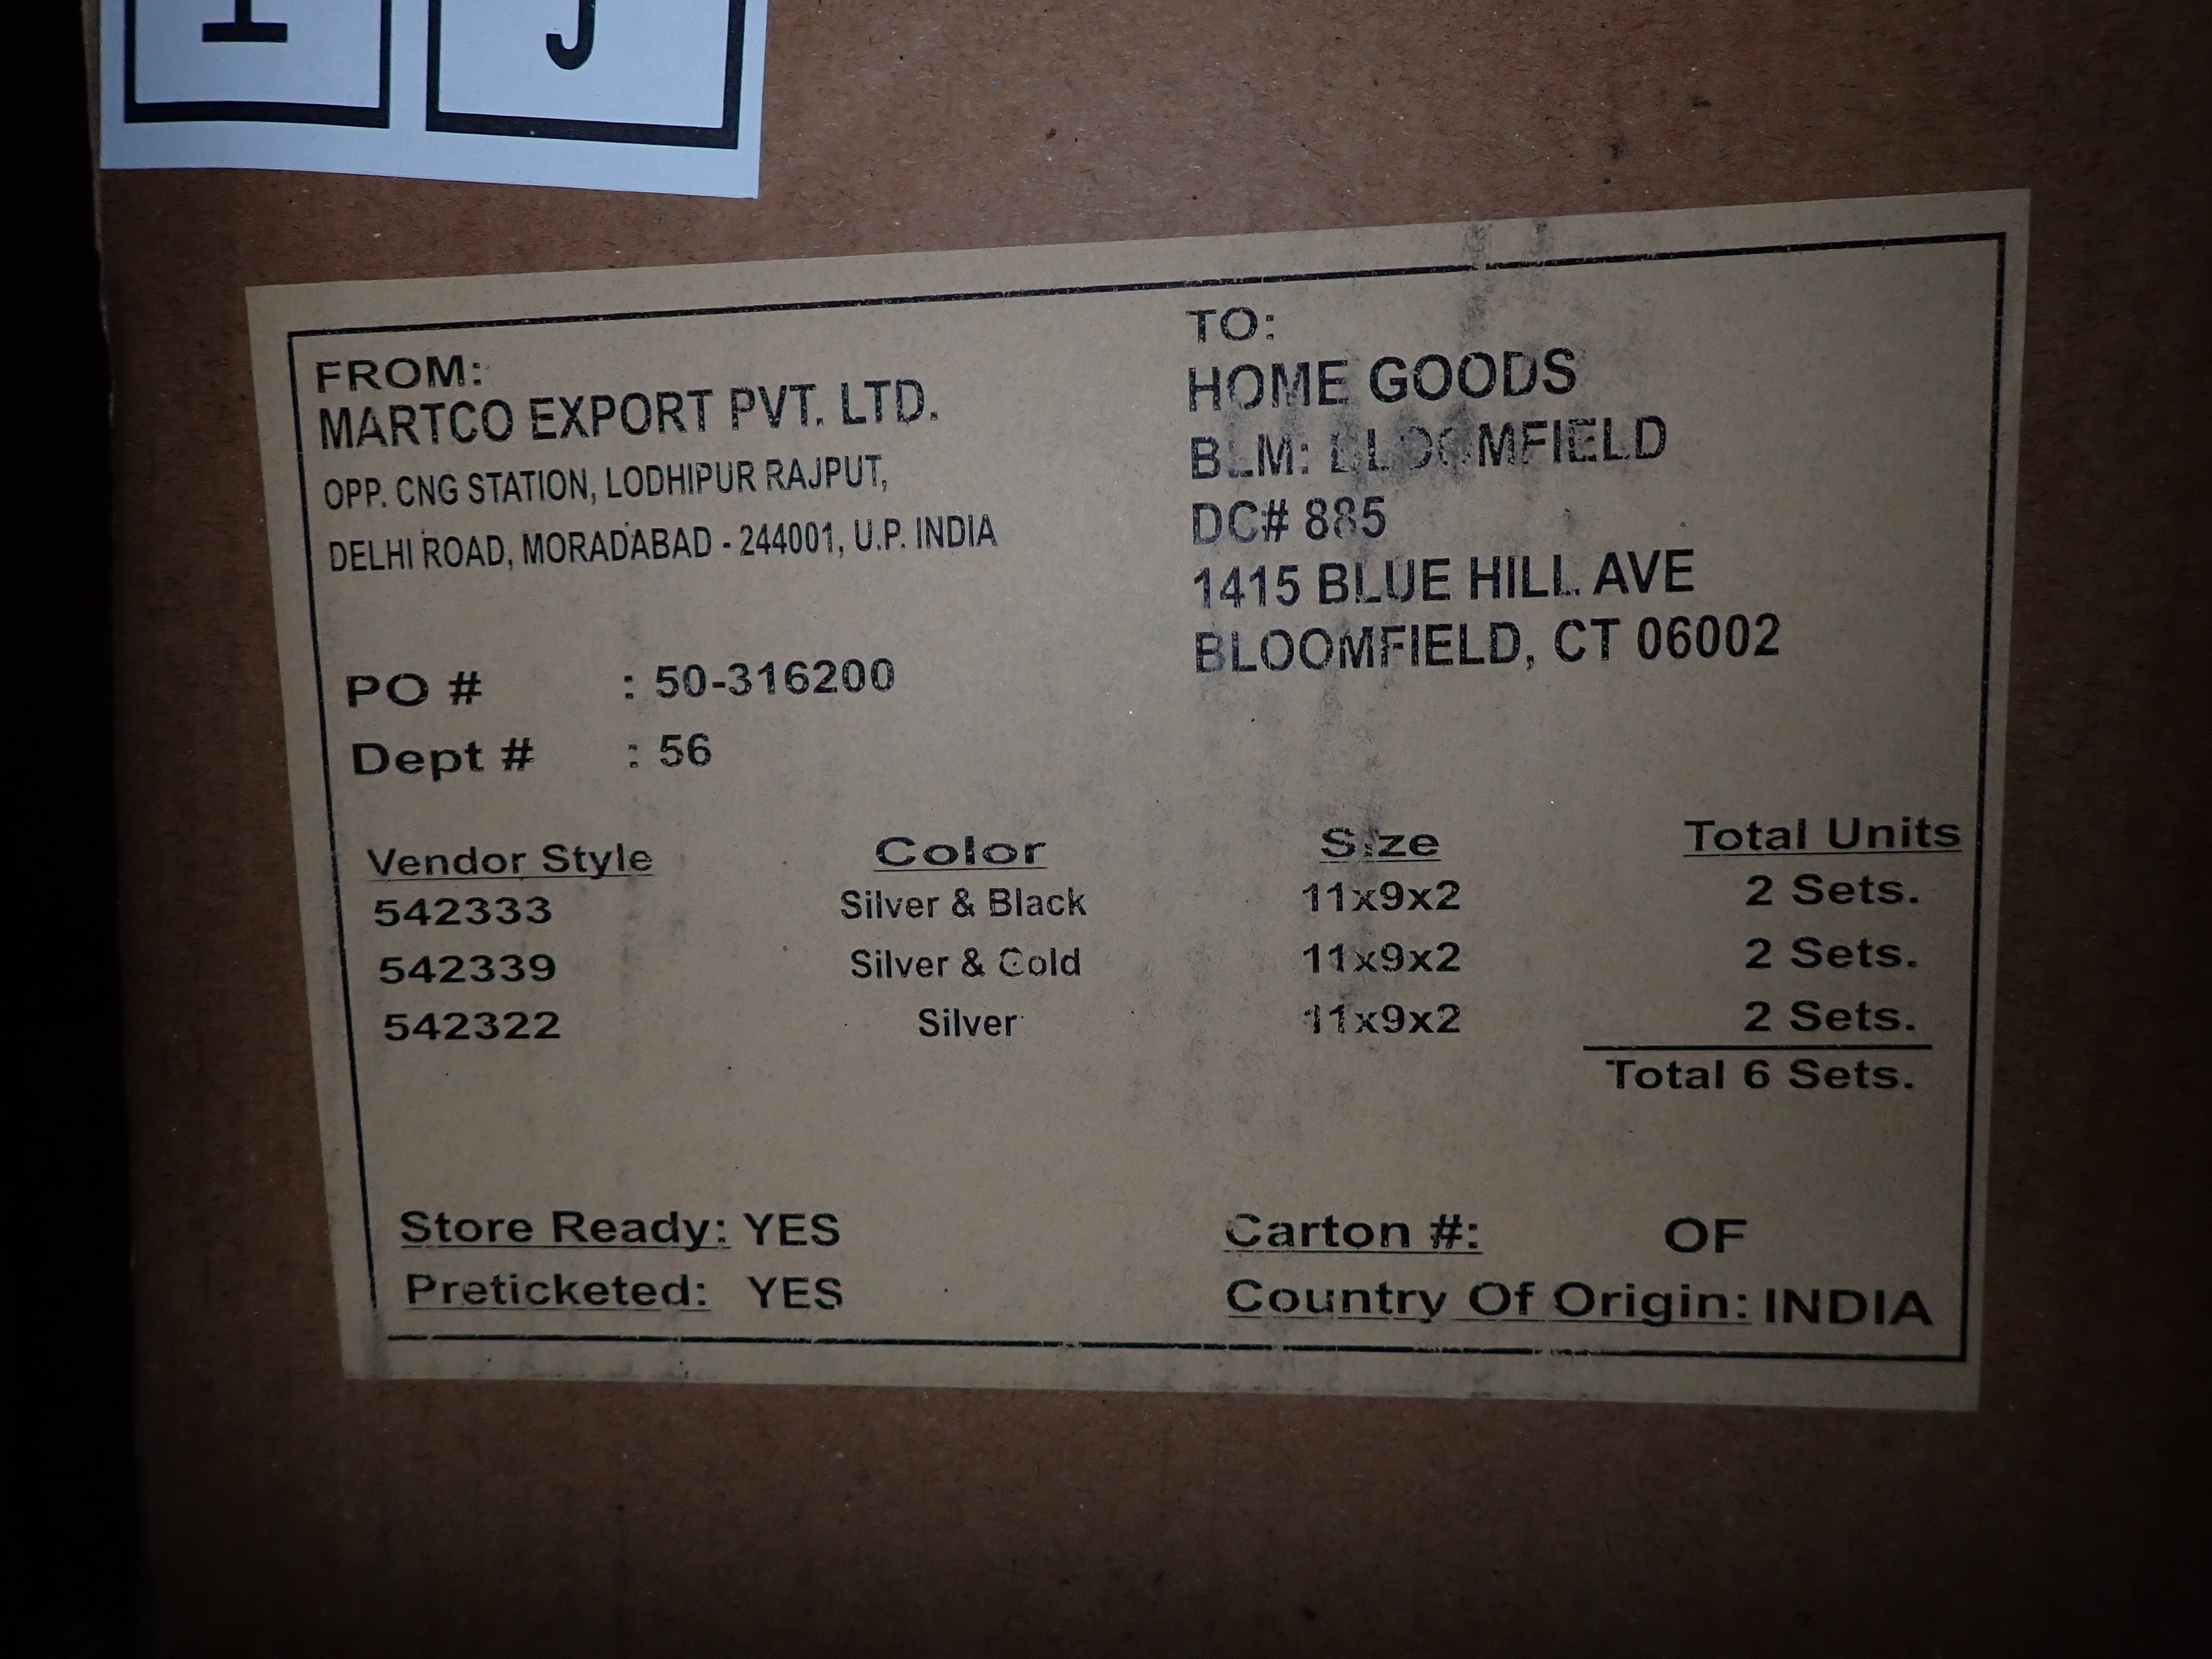 I J
FROM:
MARTCO EXPORT PVT. LTD.
OPP. CNG STATION, LODHIPUR RAJPUT,
DELHI ROAD, MORADABAD - 244001, U.P. INDIA
TO:
HOME GOODS
BLM: BLOOMFIELD
DC# 885
1415 BLUE HILL AVE
BLOOMFIELD, CT 06002
PO # : 50-316200
Dept # : 56
Vendor Style Color Size Total Units
542333 Silver & Black 11x9x2 2 Sets.
542339 Silver & Cold 11x9x2 2 Sets.
542322 Silver 11x9x2 2 Sets.
Total 6 Sets.
Store Ready: YES
Preticketed: YES
Carton #: OF
Country Of Origin: INDIA